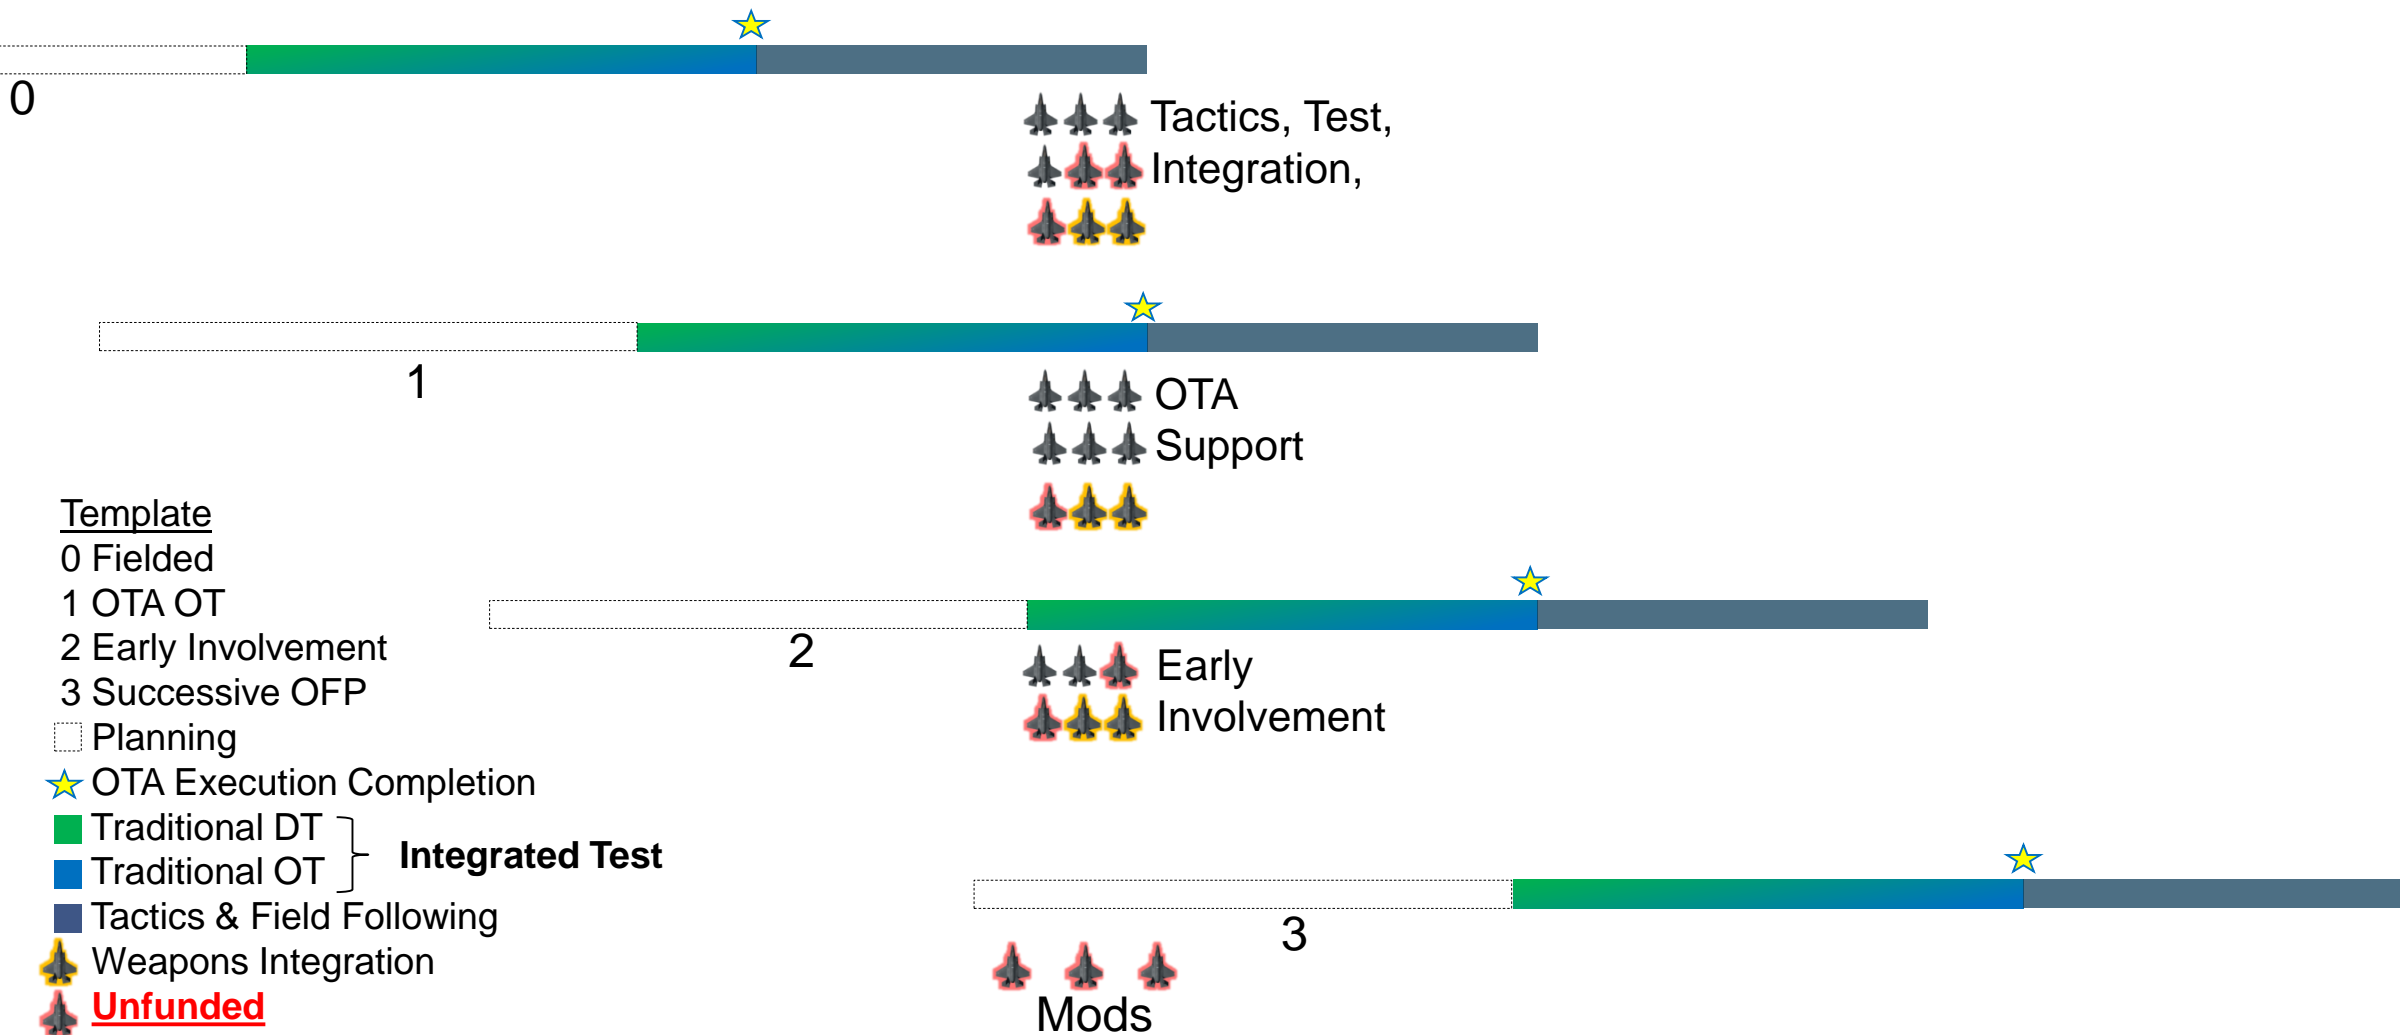 0
Tactics, Test,
Integration,
1
OTA
Support
Template
0 Fielded
1 OTA OT
2 Early Involvement
3 Successive OFP
Planning
OTA Execution Completion
Traditional DT
Traditional OT
Integrated Test
Tactics & Field Following
Weapons Integration
Unfunded
2
Early
Involvement
3
Mods